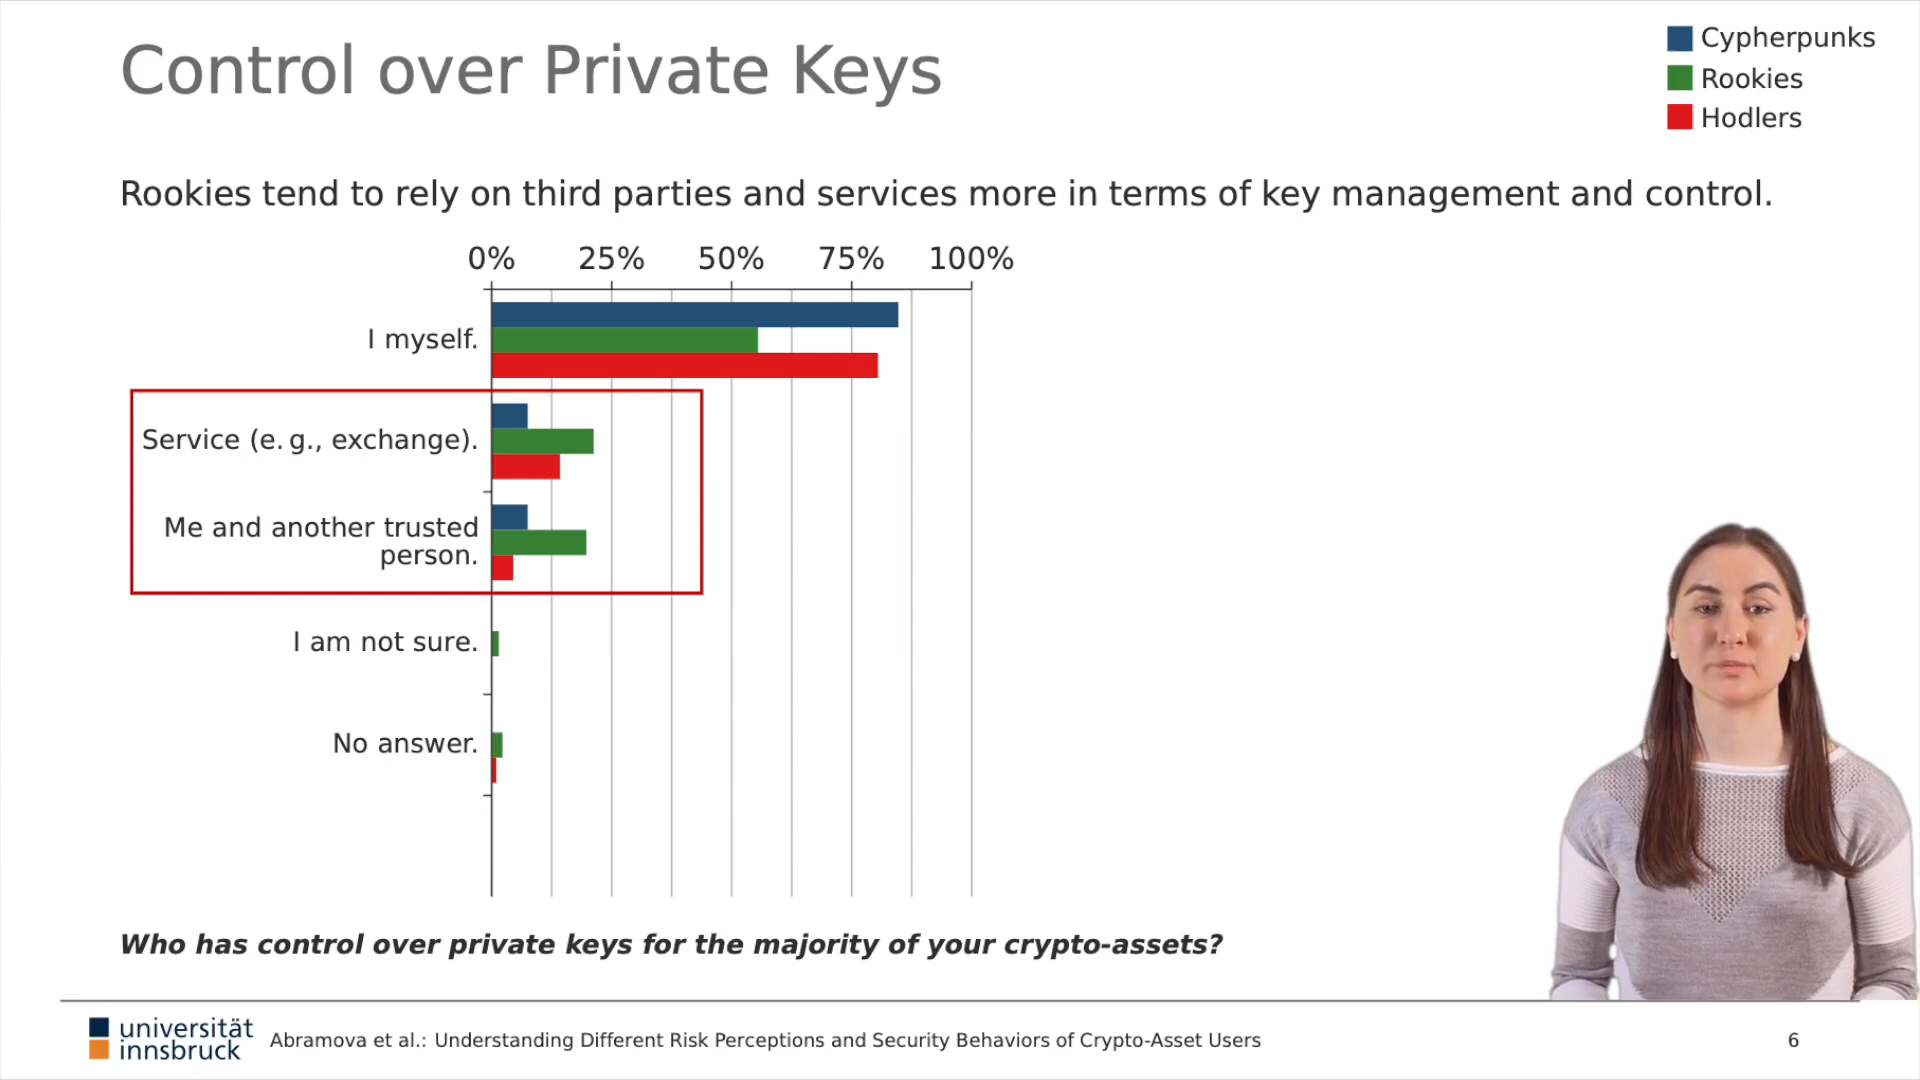 Control over Private Keys
Cypherpunks
Rookies
Hodlers
Rookies tend to rely on third parties and services more in terms of key management and control.
0% 25% 50% 75% 100%
I myself.
Service (e. g., exchange).
Me and another trusted
person.
I am not sure.
No answer.
Who has control over private keys for the majority of your crypto-assets?
universität
innsbruck
Abramova et al.: Understanding Different Risk Perceptions and Security Behaviors of Crypto-Asset Users
6